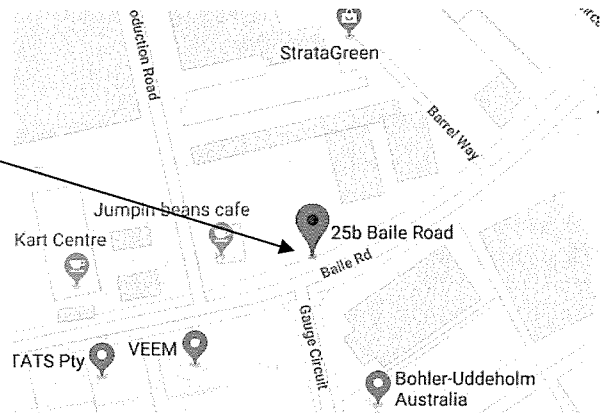 oduction Road
StrataGreen
Barrel Way
Jumpin beans cafe
Kart Centre
25b Baile Road
Baile Rd
Gauge Circuit
TATS Pty
VEEM
Bohler-Uddeholm
Australia